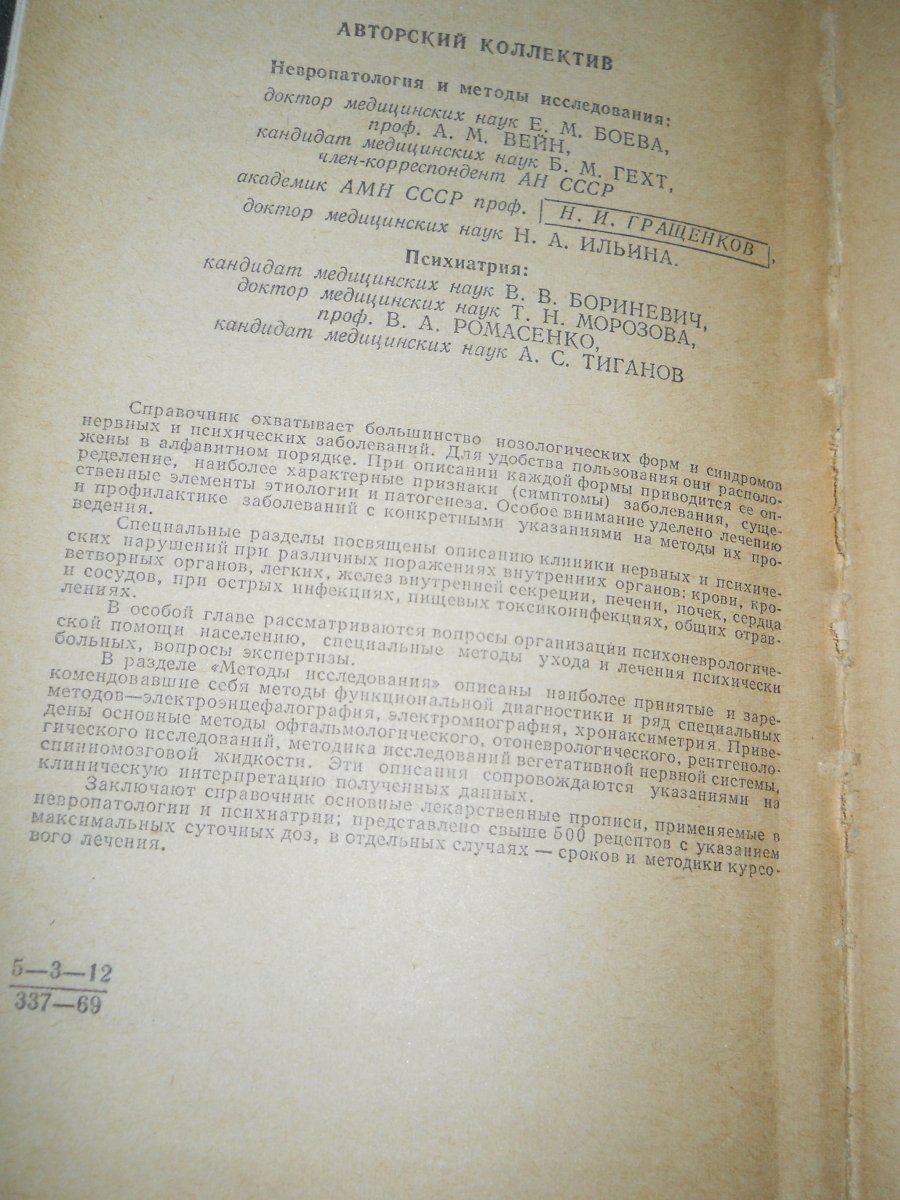 АВТОРСКИЙ КОЛЛЕКТИВ
Невропатология и методы исследования:
доктор медицинских наук Е. М. БОЕВА,
проф. А. М. ВЕЙН,
кандидат медицинских наук Б. М. ГЕХТ,
член-корреспондент АН СССР
академик АМН СССР проф. Н. И. ГРАЩЕНКОВ,
доктор медицинских наук Н. А. ИЛЬИНА.
Психиатрия:
кандидат медицинских наук В. В. БОРИНЕВИЧ,
доктор медицинских наук Т. Н. МОРОЗОВА,
проф. В. А. РОМАСЕНКО,
кандидат медицинских наук А. С. ТИГАНОВ
Справочник охватывает большинство нозологических форм и синдромов
нервных и психических заболеваний. Для удобства пользования они располо-
жены в алфавитном порядке. При описании каждой формы приводится ее оп-
ределение, наиболее характерные признаки (симптомы) заболевания, суще-
ственные элементы этиологии и патогенеза. Особое внимание уделено лечению
и профилактике заболеваний с конкретными указаниями на методы их про-
ведения.
Специальные разделы посвящены описанию клиники нервных и психиче-
ских нарушений при различных поражениях внутренних органов: крови, кро-
ветворных органов, легких, желез внутренней секреции, печени, почек, сердца
и сосудов, при острых инфекциях, пищевых токсикоинфекциях, общих отрав-
лениях.
В особой главе рассматриваются вопросы организации психоневрологиче-
ской помощи населению, специальные методы ухода и лечения психически
больных, вопросы экспертизы.
В разделе «Методы исследования» описаны наиболее принятые и заре-
комендовавшие себя методы функциональной диагностики и ряд специальных
методов—электроэнцефалография, электромиография, хронаксиметрия. Приве-
дены основные методы офтальмологического, отоневрологического, рентгеноло-
гического исследований, методика исследований вегетативной нервной системы,
спинномозговой жидкости. Эти описания сопровождаются указаниями на
клиническую интерпретацию полученных данных.
Заключают справочник основные лекарственные прописи, применяемые в
невропатологии и психиатрии; представлено свыше 500 рецептов с указанием
максимальных суточных доз, в отдельных случаях — сроков и методики курсо-
вого лечения.
5—3—12
337—69